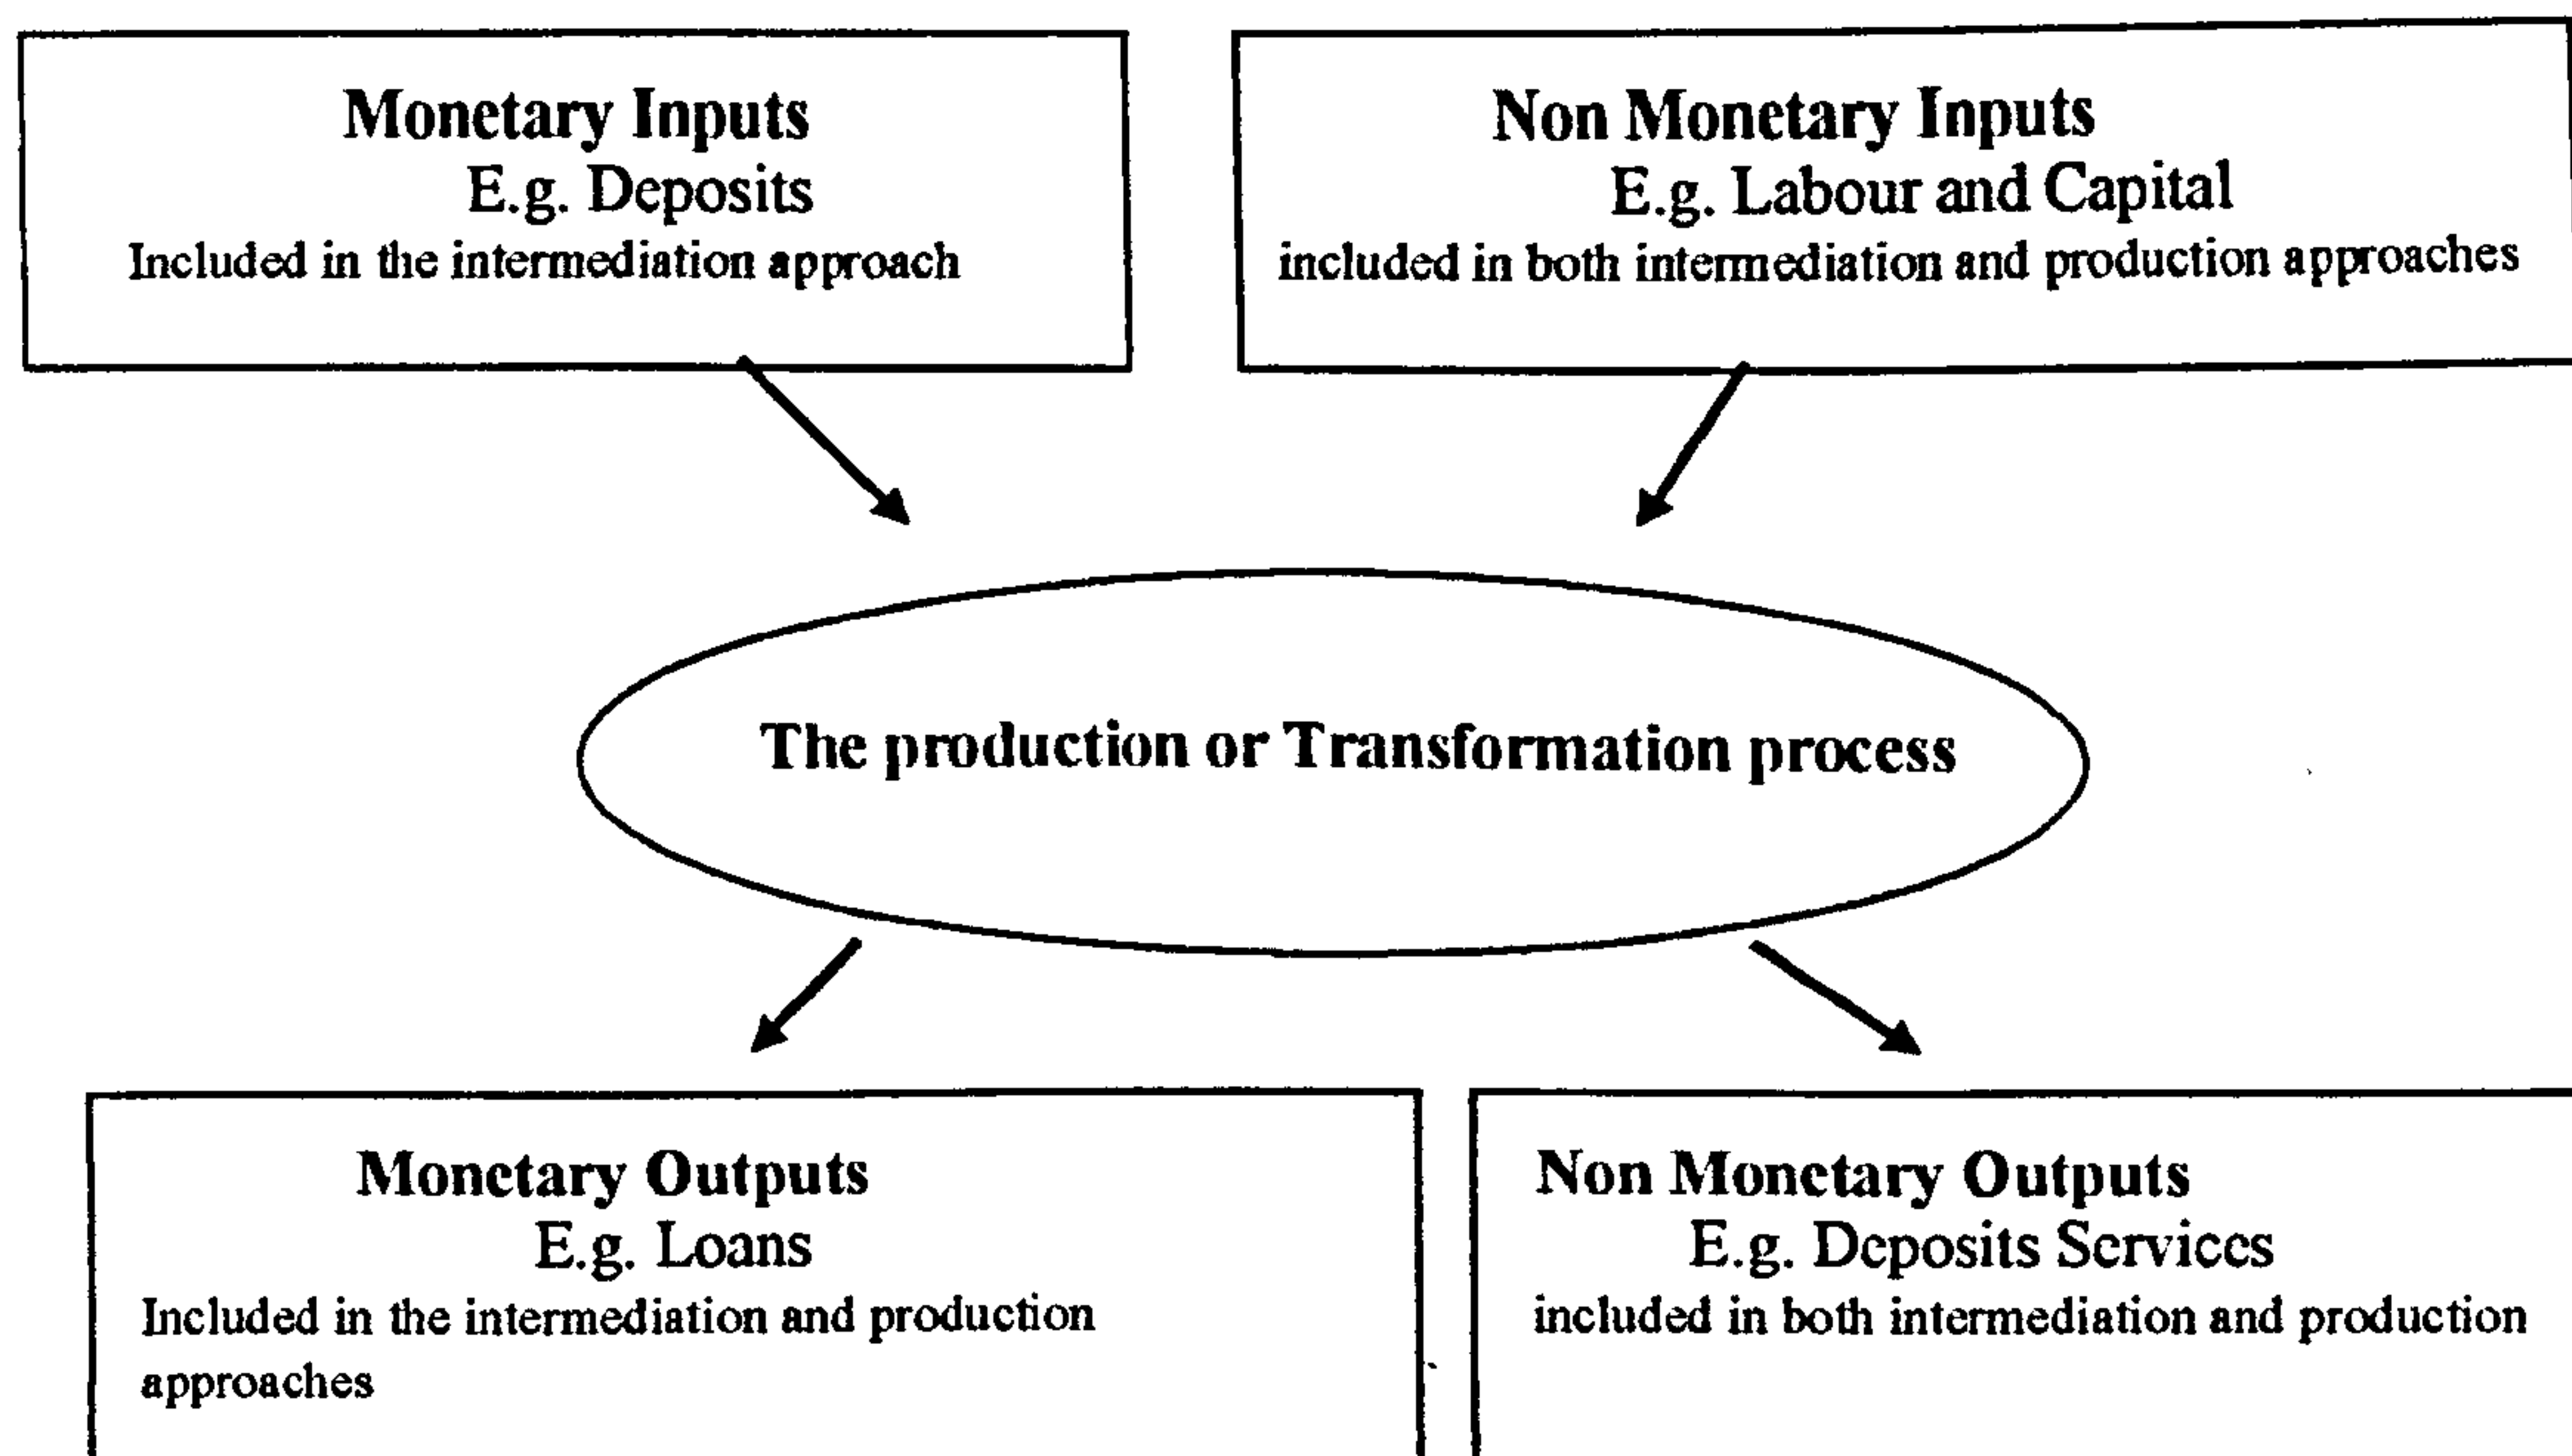 Monetary Inputs
E.g. Deposits
Included in the intermediation approach
Non Monetary Inputs
E.g. Labour and Capital
included in both intermediation and production approaches
The production or Transformation process
Monetary Outputs
E.g. Loans
Included in the intermediation and production
approaches
Non Monetary Outputs
E.g. Deposits Services
included in both intermediation and production